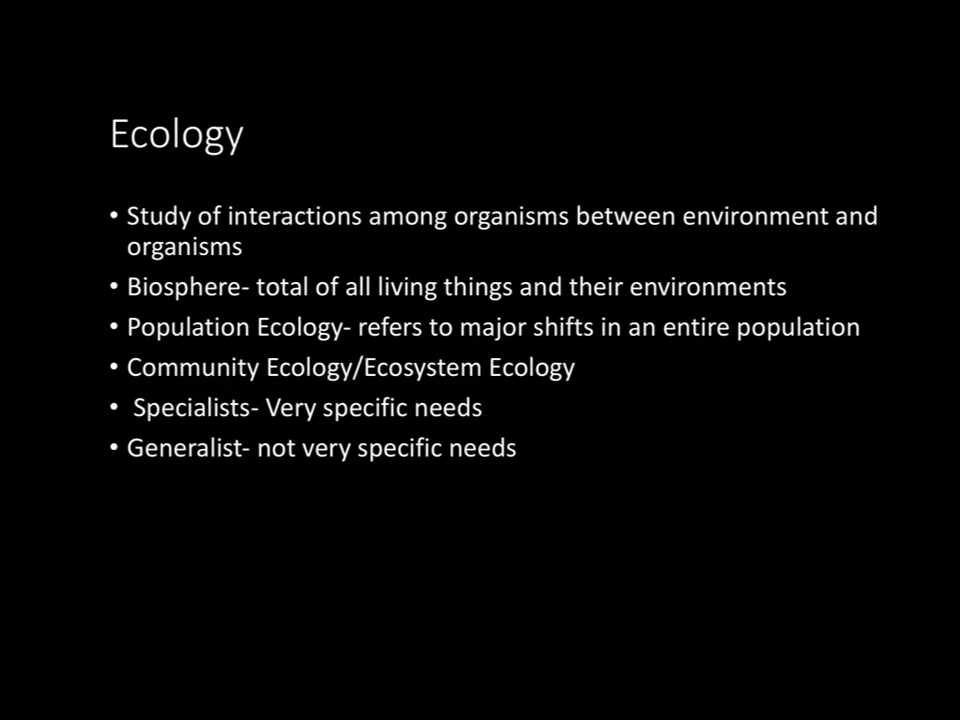 Ecology
• Study of interactions among organisms between environment and
organisms
• Biosphere- total of all living things and their environments
• Population Ecology- refers to major shifts in an entire population
• Community Ecology/Ecosystem Ecology
• Specialists- Very specific needs
• Generalist- not very specific needs